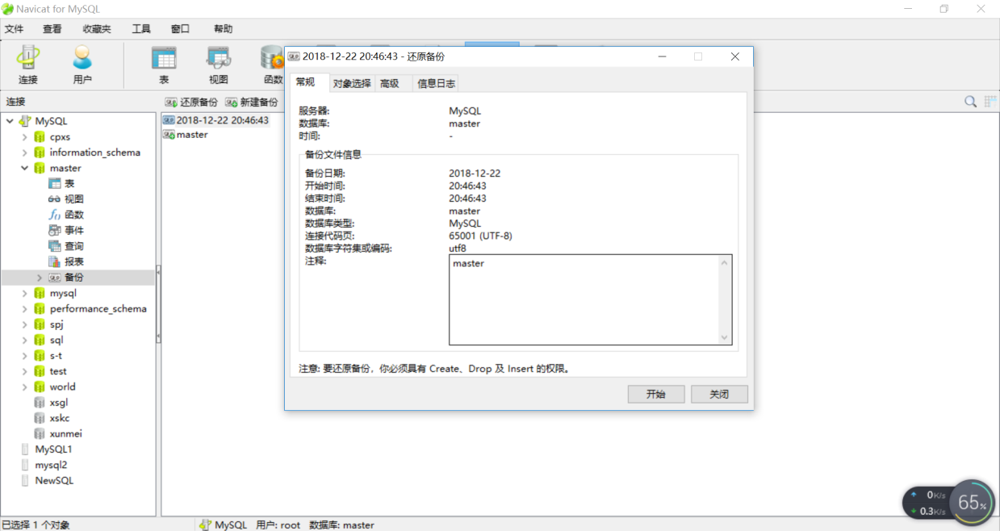 Navicat for MySQL
文件 查看 收藏夹 工具 窗口 帮助
连接 用户 表 视图 函数
连接
还原备份 新建备份
MySQL
cpxs
information_schema
master
表
视图
函数
事件
查询
报表
备份
mysql
performance_schema
spj
sql
s-t
test
world
xsgl
xskc
xunmei
MySQL1
mysql2
NewSQL
2018-12-22 20:46:43
master
2018-12-22 20:46:43 - 还原备份
常规 对象选择 高级 信息日志
服务器: MySQL
数据库: master
时间: -
备份文件信息
备份日期: 2018-12-22
开始时间: 20:46:43
结束时间: 20:46:43
数据库: master
数据库类型: MySQL
连接代码页: 65001 (UTF-8)
数据库字符集或编码: utf8
注释: master
注意: 要还原备份，你必须具有 Create、Drop 及 Insert 的权限。
开始 关闭
0K/s
0.3K/s
65%
已选择 1 个对象 MySQL 用户: root 数据库: master